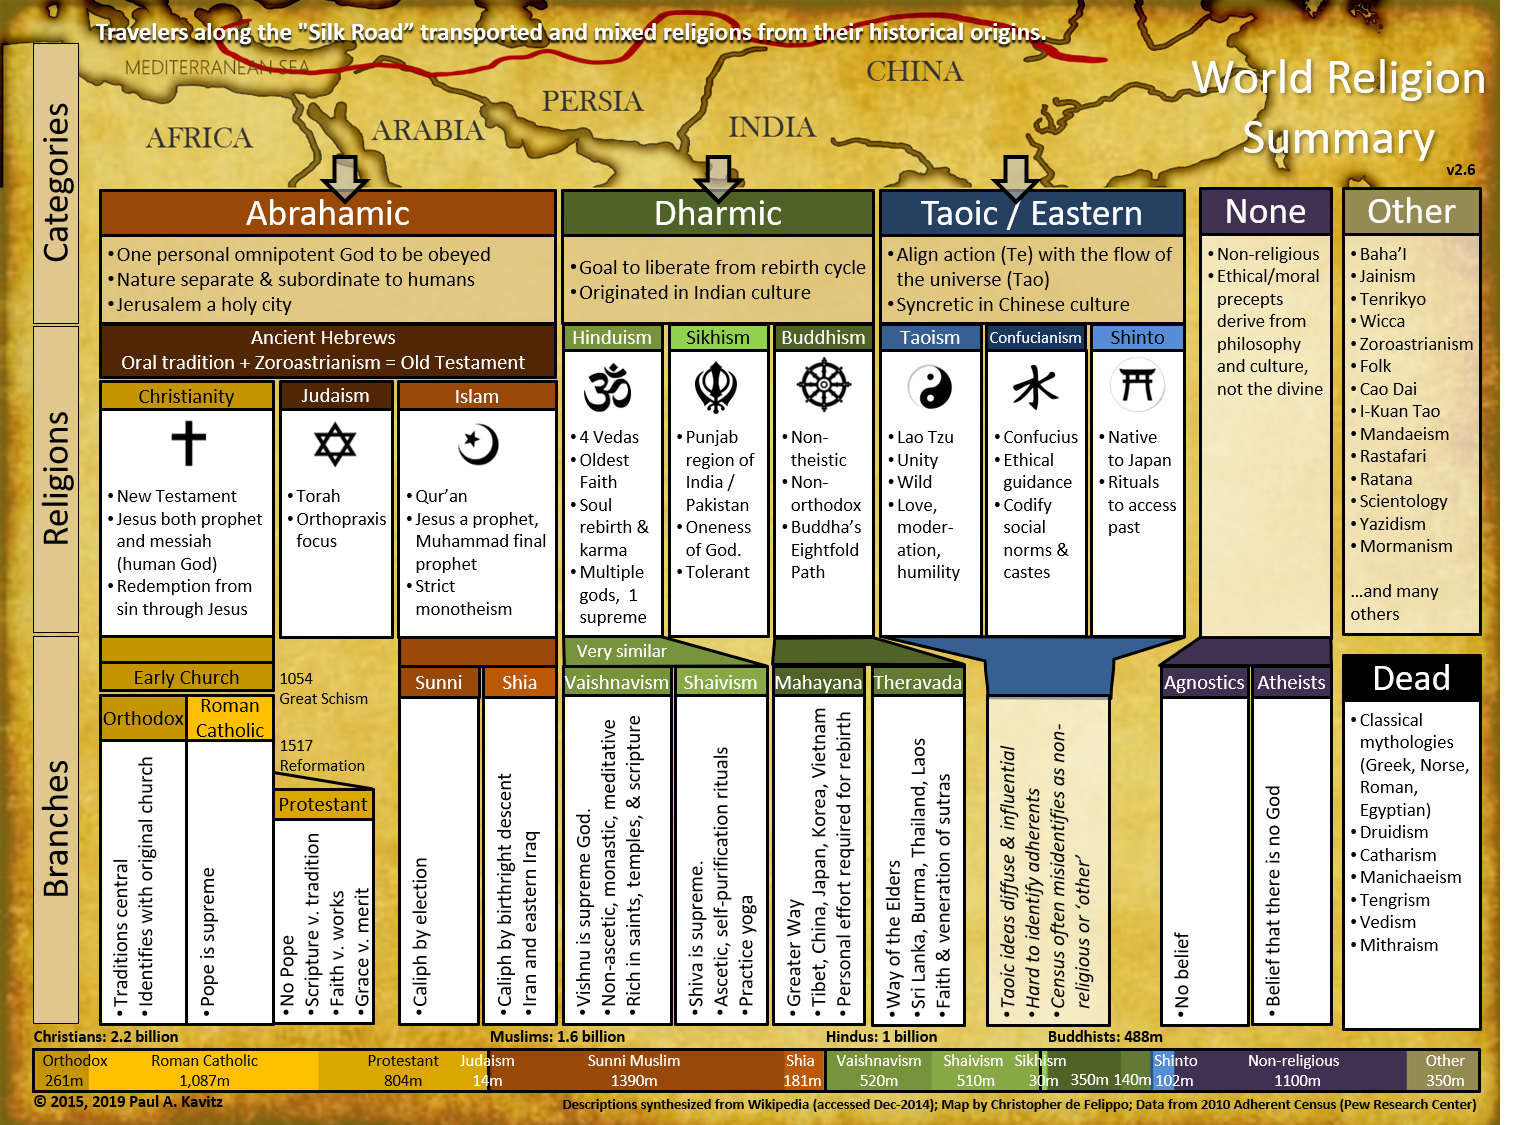 Travelers along the "Silk Road” transported and mixed religions from their historical origins.
MEDITERRANEAN SEA
AFRICA
ARABIA
PERSIA
INDIA
CHINA
World Religion
Summary
v2.6
Categories
Abrahamic
• One personal omnipotent God to be obeyed
• Nature separate & subordinate to humans
• Jerusalem a holy city
Dharmic
• Goal to liberate from rebirth cycle
• Originated in Indian culture
Taoic / Eastern
• Align action (Te) with the flow of
the universe (Tao)
• Syncretic in Chinese culture
None
• Non-religious
• Ethical/moral
precepts
derive from
philosophy
and culture,
not the divine
Other
• Baha’I
• Jainism
• Tenrikyo
• Wicca
• Zoroastrianism
• Folk
• Cao Dai
• I-Kuan Tao
• Mandaeism
• Rastafari
• Ratana
• Scientology
• Yazidism
• Mormanism
...and many
others
Religions
Ancient Hebrews
Oral tradition + Zoroastrianism = Old Testament
Christianity
• New Testament
• Jesus both prophet
and messiah
(human God)
• Redemption from
sin through Jesus
Judaism
• Torah
• Orthopraxis
focus
Islam
• Qur’an
• Jesus a prophet,
Muhammad final
prophet
• Strict
monotheism
Hinduism
ॐ
• 4 Vedas
• Oldest
Faith
• Soul
rebirth &
karma
• Multiple
gods, 1
supreme
Sikhism
• Punjab
region of
India /
Pakistan
• Oneness
of God.
• Tolerant
Buddhism
• Non-
theistic
• Non-
orthodox
• Buddha’s
Eightfold
Path
Taoism
• Lao Tzu
• Unity
• Wild
• Love,
moder-
ation,
humility
Confucianism
水
• Confucius
• Ethical
guidance
• Codify
social
norms &
castes
Shinto
• Native
to Japan
• Rituals
to access
past
Branches
Early Church
1054
Great Schism
1517
Reformation
Orthodox
• Traditions central
• Identifies with original church
Roman
Catholic
• Pope is supreme
Protestant
• No Pope
• Scripture v. tradition
• Faith v. works
• Grace v. merit
Sunni
• Caliph by election
Shia
• Caliph by birthright descent
• Iran and eastern Iraq
Very similar
Vaishnavism
• Vishnu is supreme God.
• Non-ascetic, monastic, meditative
• Rich in saints, temples, & scripture
Shaivism
• Shiva is supreme.
• Ascetic, self-purification rituals
• Practice yoga
Mahayana
• Greater Way
• Tibet, China, Japan, Korea, Vietnam
• Personal effort required for rebirth
Theravada
• Way of the Elders
• Sri Lanka, Burma, Thailand, Laos
• Faith & veneration of sutras
• Taoic ideas diffuse & influential
• Hard to identify adherents
• Census often misidentifies as non-
religious or ‘other’
Agnostics
• No belief
Atheists
• Belief that there is no God
Dead
• Classical
mythologies
(Greek, Norse,
Roman,
Egyptian)
• Druidism
• Catharism
• Manichaeism
• Tengrism
• Vedism
• Mithraism
Christians: 2.2 billion
Muslims: 1.6 billion
Hindus: 1 billion
Buddhists: 488m
Orthodox
261m
Roman Catholic
1,087m
Protestant
804m
Judaism
14m
Sunni Muslim
1390m
Shia
181m
Vaishnavism
520m
Shaivism
510m
Sikhism
30m
350m
140m
Shinto
102m
Non-religious
1100m
Other
350m
© 2015, 2019 Paul A. Kavitz
Descriptions synthesized from Wikipedia (accessed Dec-2014); Map by Christopher de Felippo; Data from 2010 Adherent Census (Pew Research Center)